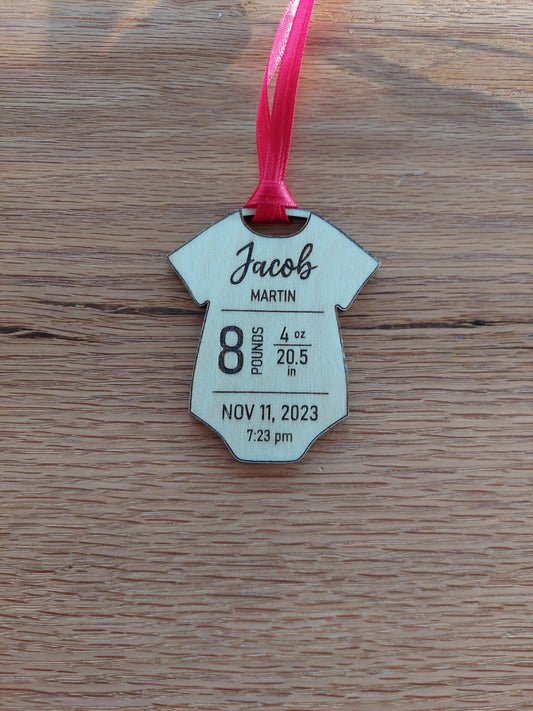 Jacob
MARTIN
8 POUNDS
4 oz
20.5
in
NOV 11, 2023
7:23 pm